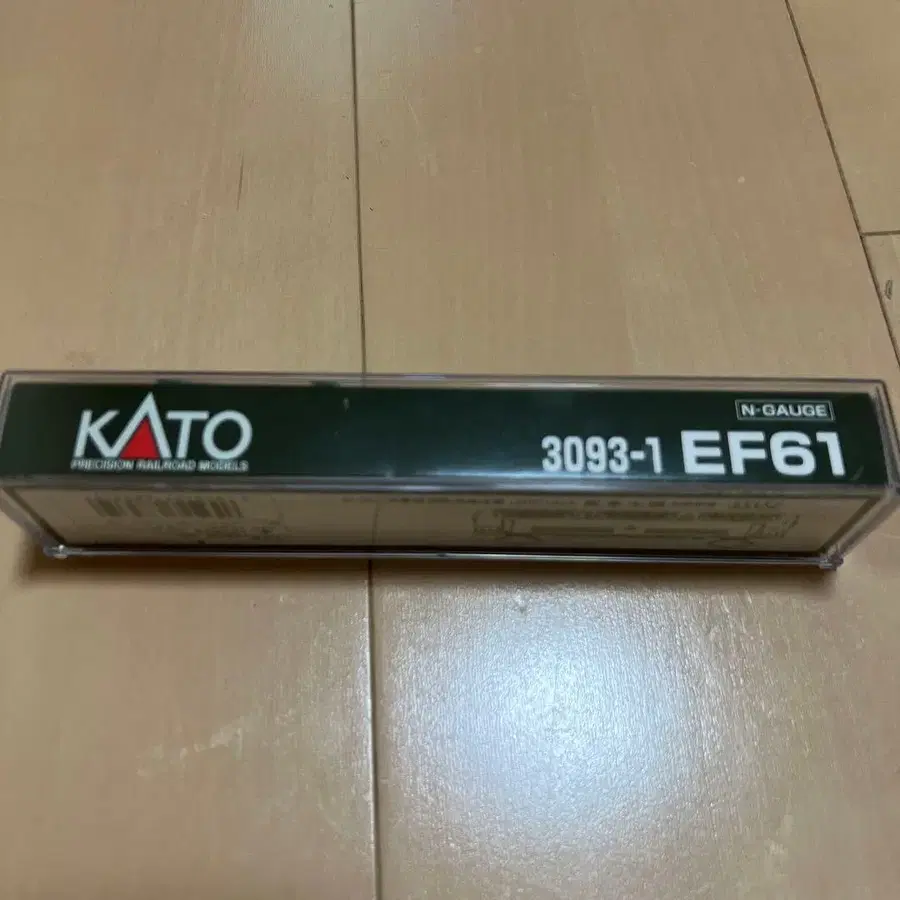 KATO
PRECISION RAILROAD MODELS
N-GAUGE
3093-1 EF61